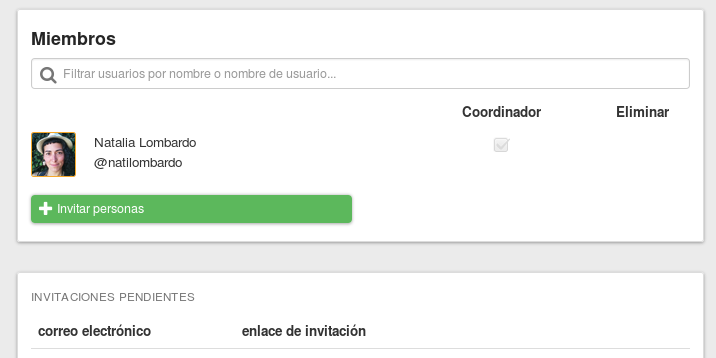 Miembros
Filtrar usuarios por nombre o nombre de usuario...
Coordinador Eliminar
Natalia Lombardo
@natilombardo
Invitar personas
INVITACIONES PENDIENTES
correo electrónico enlace de invitación